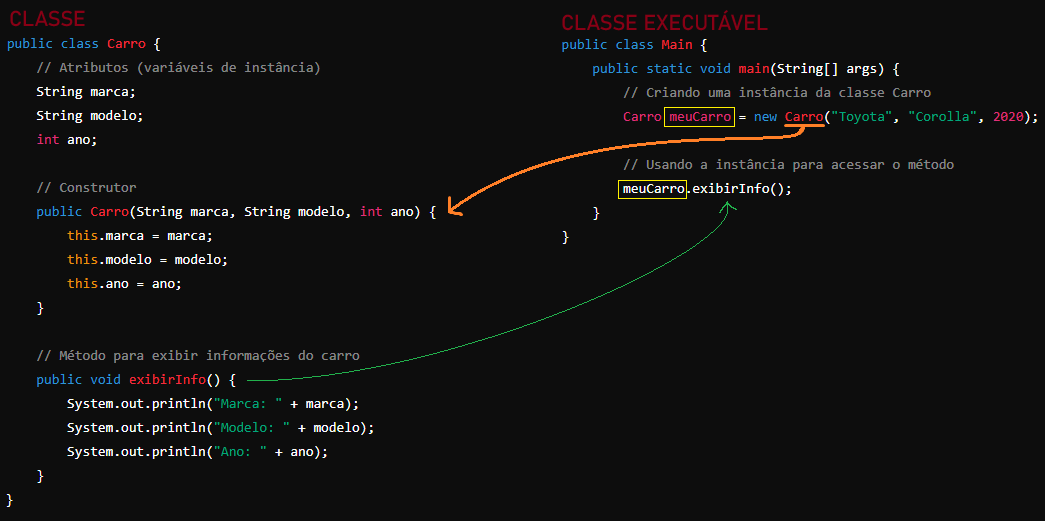 CLASSE
public class Carro {
// Atributos (variáveis de instância)
String marca;
String modelo;
int ano;
// Construtor
public Carro(String marca, String modelo, int ano) {
this.marca = marca;
this.modelo = modelo;
this.ano = ano;
}
// Método para exibir informações do carro
public void exibirInfo() {
System.out.println("Marca: " + marca);
System.out.println("Modelo: " + modelo);
System.out.println("Ano: " + ano);
}
}
CLASSE EXECUTÁVEL
public class Main {
public static void main(String[] args) {
// Criando uma instância da classe Carro
Carro meuCarro = new Carro("Toyota", "Corolla", 2020);
// Usando a instância para acessar o método
meuCarro.exibirInfo();
}
}